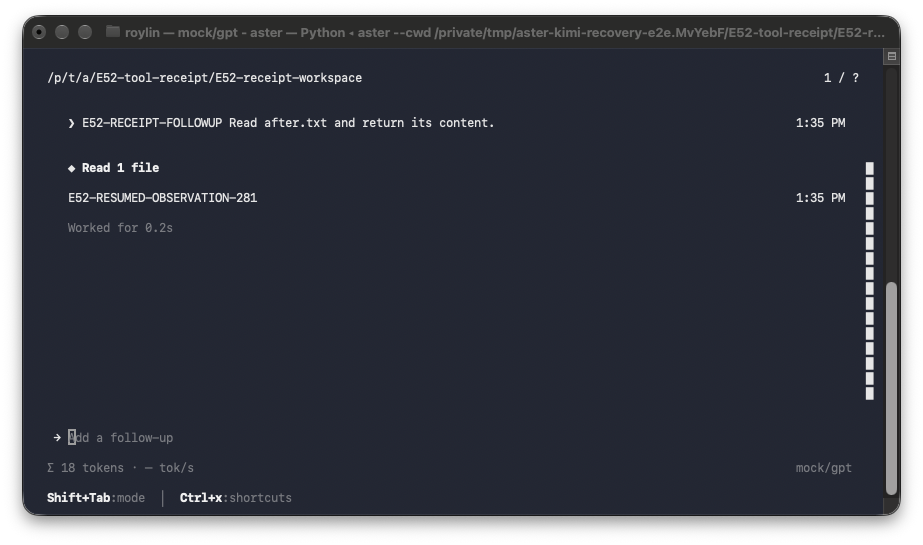 roylin — mock/gpt - aster — Python ◂ aster --cwd /private/tmp/aster-kimi-recovery-e2e.MvYebF/E52-tool-receipt/E52-r...
/p/t/a/E52-tool-receipt/E52-receipt-workspace 1 / ?
❯ E52-RECEIPT-FOLLOWUP Read after.txt and return its content. 1:35 PM
◆ Read 1 file
E52-RESUMED-OBSERVATION-281 1:35 PM
Worked for 0.2s
→ Add a follow-up
Σ 18 tokens · — tok/s mock/gpt
Shift+Tab:mode │ Ctrl+x:shortcuts